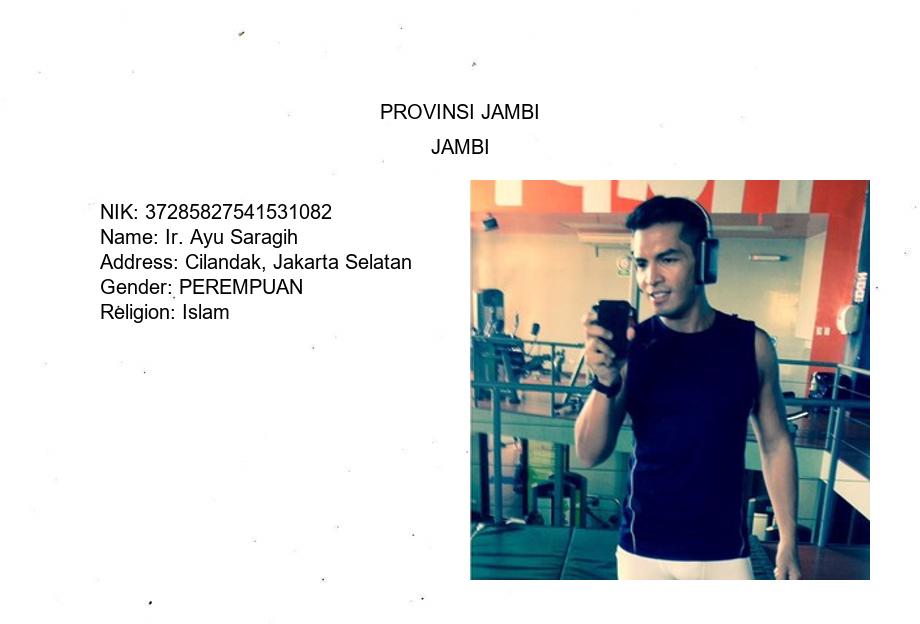 PROVINSI JAMBI
JAMBI
NIK: 37285827541531082
Name: Ir. Ayu Saragih
Address: Cilandak, Jakarta Selatan
Gender: PEREMPUAN
Religion: Islam